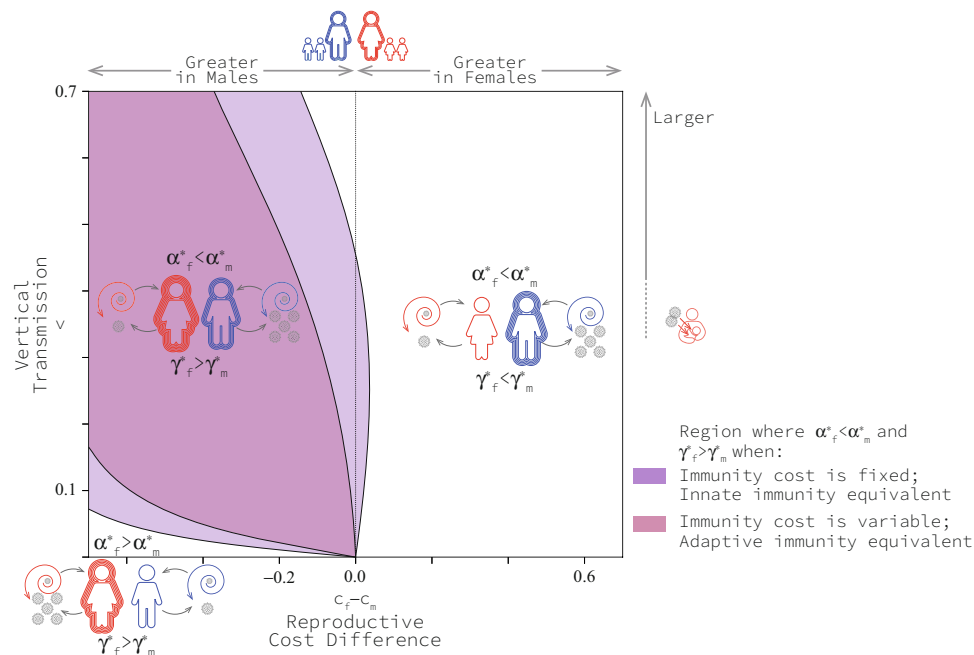 Greater
in Males
Greater
in Females
0.7
Larger
α*f<α*m
γ*f>γ*m
α*f<α*m
γ*f<γ*m
Vertical
Transmission
v
0.1
Region where α*f<α*m and
γ*f>γ*m when:
Immunity cost is fixed;
Innate immunity equivalent
Immunity cost is variable;
Adaptive immunity equivalent
α*f>α*m
γ*f>γ*m
−0.2
0.0
0.6
cf−cm
Reproductive
Cost Difference